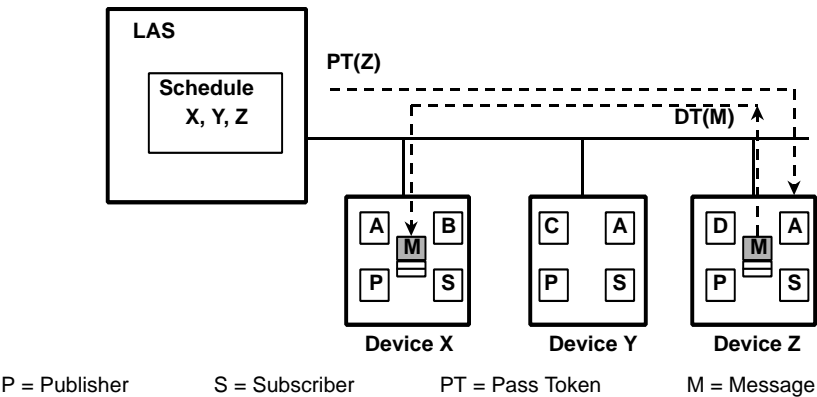 LAS
Schedule
X, Y, Z
PT(Z)
DT(M)
A B
M
P S
C A
P S
D A
M
P S
Device X Device Y Device Z
P = Publisher S = Subscriber PT = Pass Token M = Message